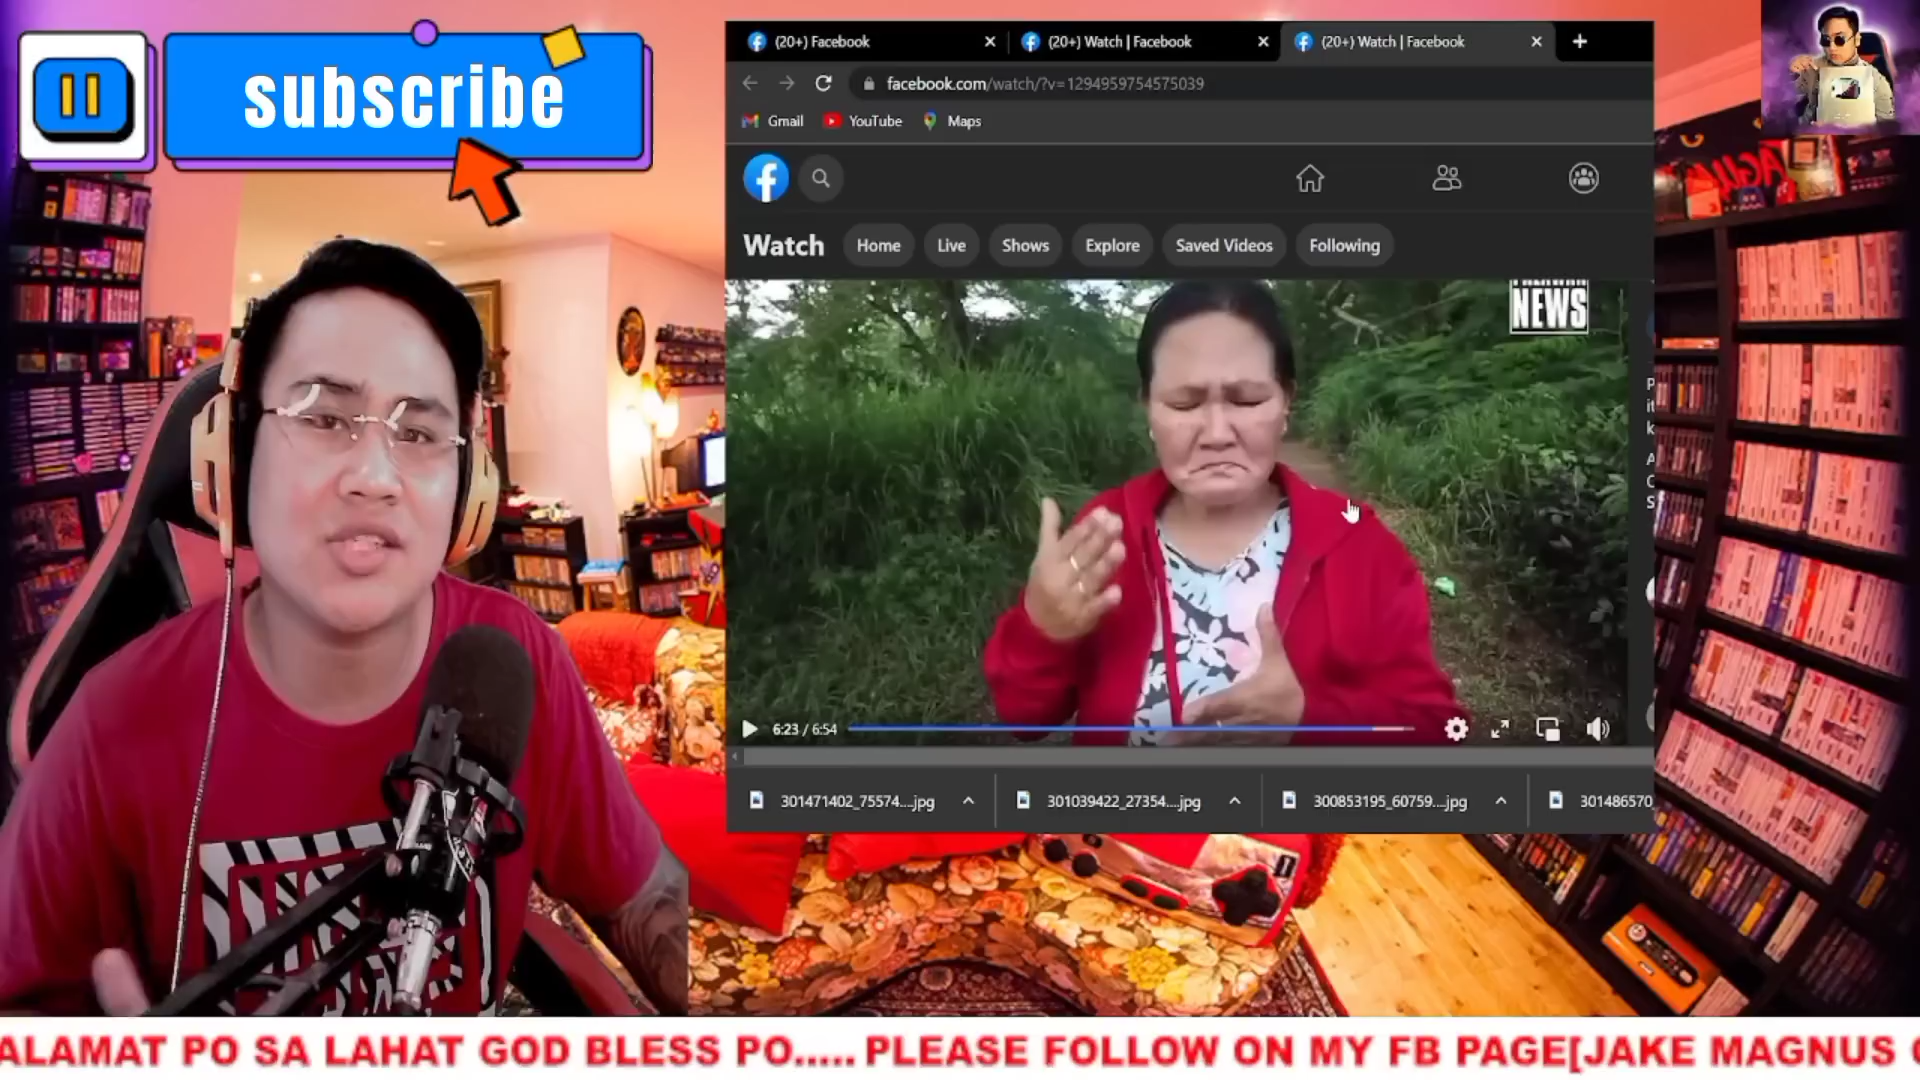 subscribe
(20+) Facebook
(20+) Watch | Facebook
(20+) Watch | Facebook
facebook.com/watch/?v=1294959754575039
Gmail
YouTube
Maps
Watch
Home
Live
Shows
Explore
Saved Videos
Following
NEWS
6:23 / 6:54
301471402_75574....jpg
301039422_27354....jpg
300853195_60759....jpg
301486570
ALAMAT PO SA LAHAT GOD BLESS PO..... PLEASE FOLLOW ON MY FB PAGE[JAKE MAGNUS